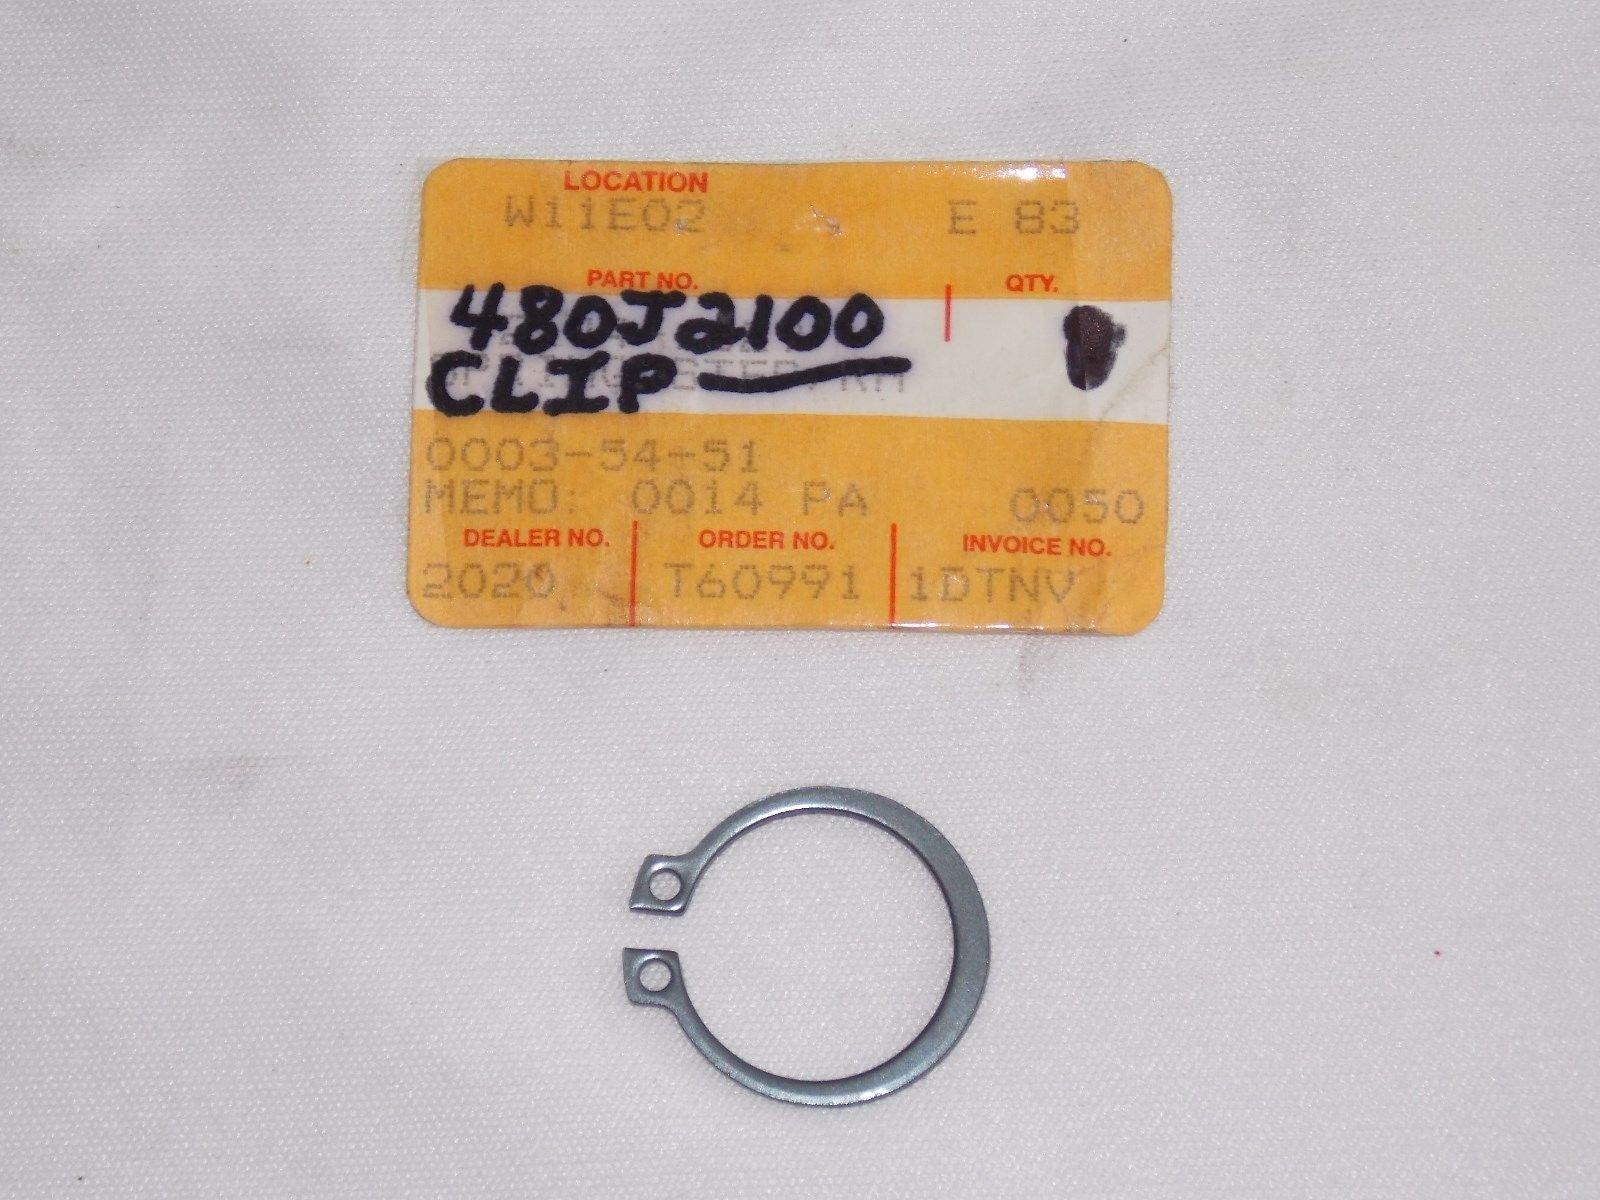 LOCATION
W11E02 E 83
PART NO. QTY.
480J2100
CLIP
0003-54-51
MEMO: 0014 PA 0050
DEALER NO. ORDER NO. INVOICE NO.
2020 T60991 1DTNV